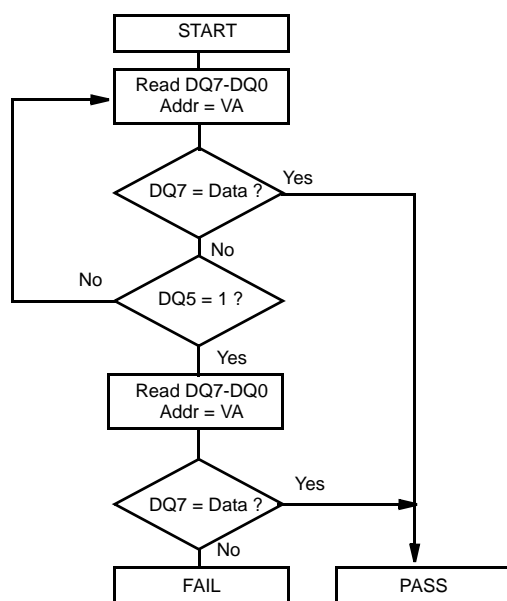 START
Read DQ7-DQ0
Addr = VA
DQ7 = Data ?
Yes
No
No
DQ5 = 1 ?
Yes
Read DQ7-DQ0
Addr = VA
DQ7 = Data ?
Yes
No
FAIL
PASS